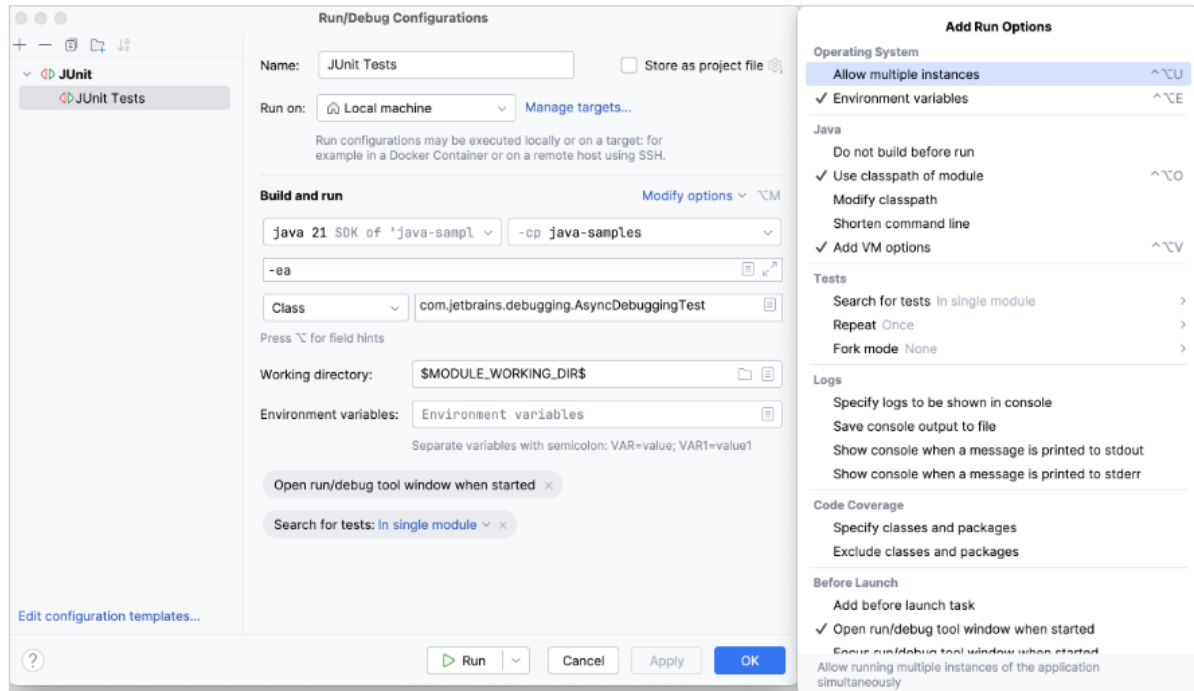 Run/Debug Configurations
JUnit
JUnit Tests
Edit configuration templates...
?
Name: JUnit Tests Store as project file
Run on: Local machine Manage targets...
Run configurations may be executed locally or on a target: for
example in a Docker Container or on a remote host using SSH.
Build and run Modify options ⌥M
java 21 SDK of 'java-sampl -cp java-samples
-ea
Class com.jetbrains.debugging.AsyncDebuggingTest
Press ⌥ for field hints
Working directory: $MODULE_WORKING_DIR$
Environment variables: Environment variables
Separate variables with semicolon: VAR=value; VAR1=value1
Open run/debug tool window when started ×
Search for tests: In single module ×
Run Cancel Apply OK
Add Run Options
Operating System
Allow multiple instances ^⌥U
✓ Environment variables ^⌥E
Java
Do not build before run
✓ Use classpath of module ^⌥O
Modify classpath
Shorten command line
✓ Add VM options ^⌥V
Tests
Search for tests In single module >
Repeat Once >
Fork mode None >
Logs
Specify logs to be shown in console
Save console output to file
Show console when a message is printed to stdout
Show console when a message is printed to stderr
Code Coverage
Specify classes and packages
Exclude classes and packages
Before Launch
Add before launch task
✓ Open run/debug tool window when started
Focus run/debug tool window when started
Allow running multiple instances of the application
simultaneously